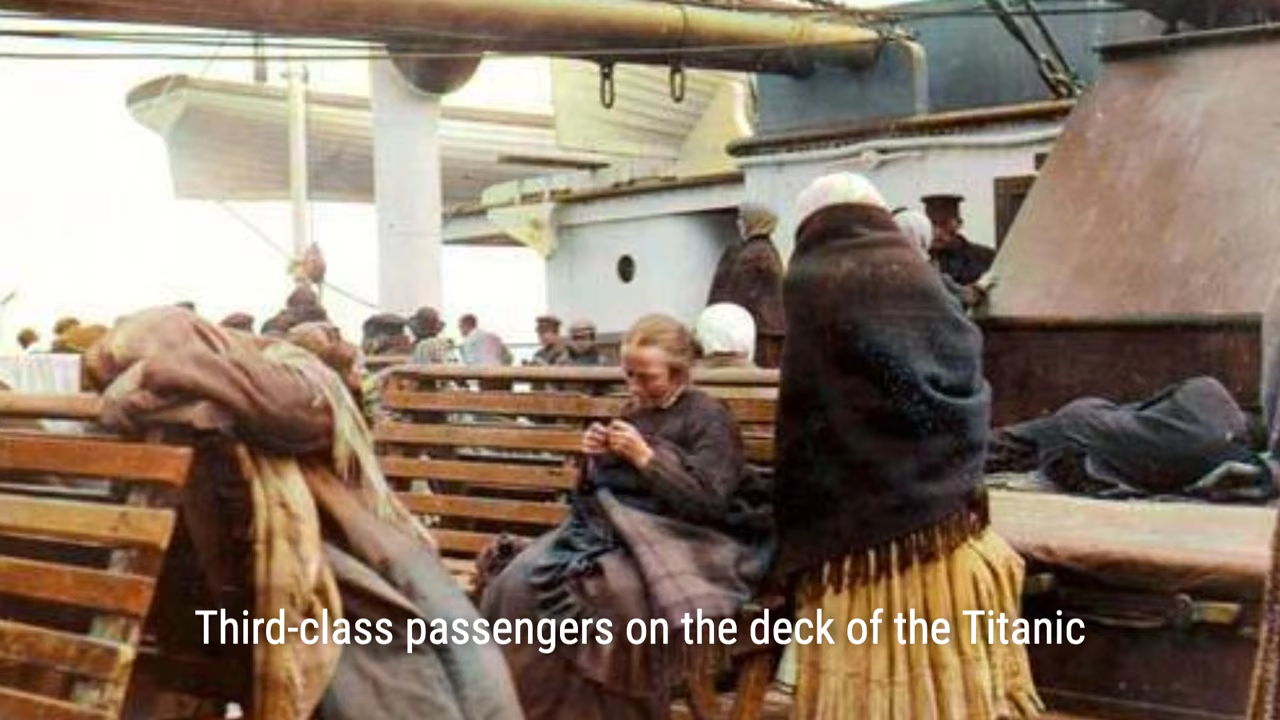 Third-class passengers on the deck of the Titanic